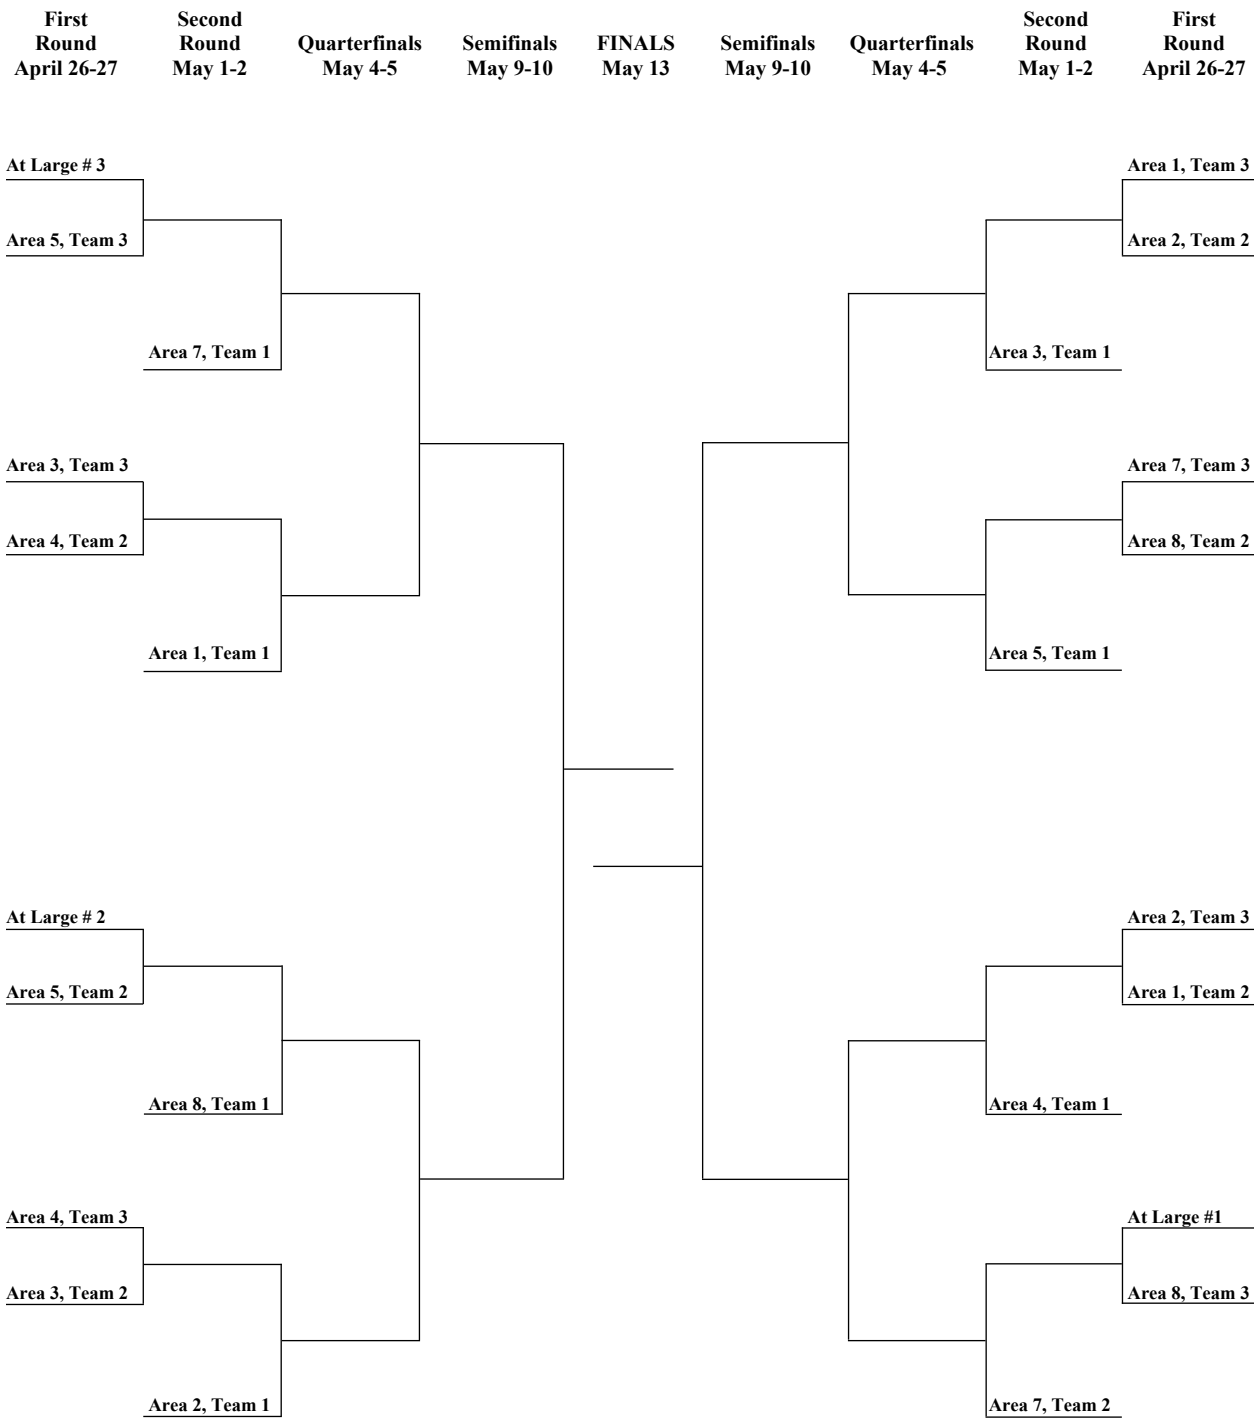 First
Round
April 26-27
Second
Round
May 1-2
Quarterfinals
May 4-5
Semifinals
May 9-10
FINALS
May 13
Semifinals
May 9-10
Quarterfinals
May 4-5
Second
Round
May 1-2
First
Round
April 26-27
At Large # 3
Area 5, Team 3
Area 7, Team 1
Area 3, Team 3
Area 4, Team 2
Area 1, Team 1
At Large # 2
Area 5, Team 2
Area 8, Team 1
Area 4, Team 3
Area 3, Team 2
Area 2, Team 1
Area 1, Team 3
Area 2, Team 2
Area 3, Team 1
Area 7, Team 3
Area 8, Team 2
Area 5, Team 1
Area 2, Team 3
Area 1, Team 2
Area 4, Team 1
At Large #1
Area 8, Team 3
Area 7, Team 2